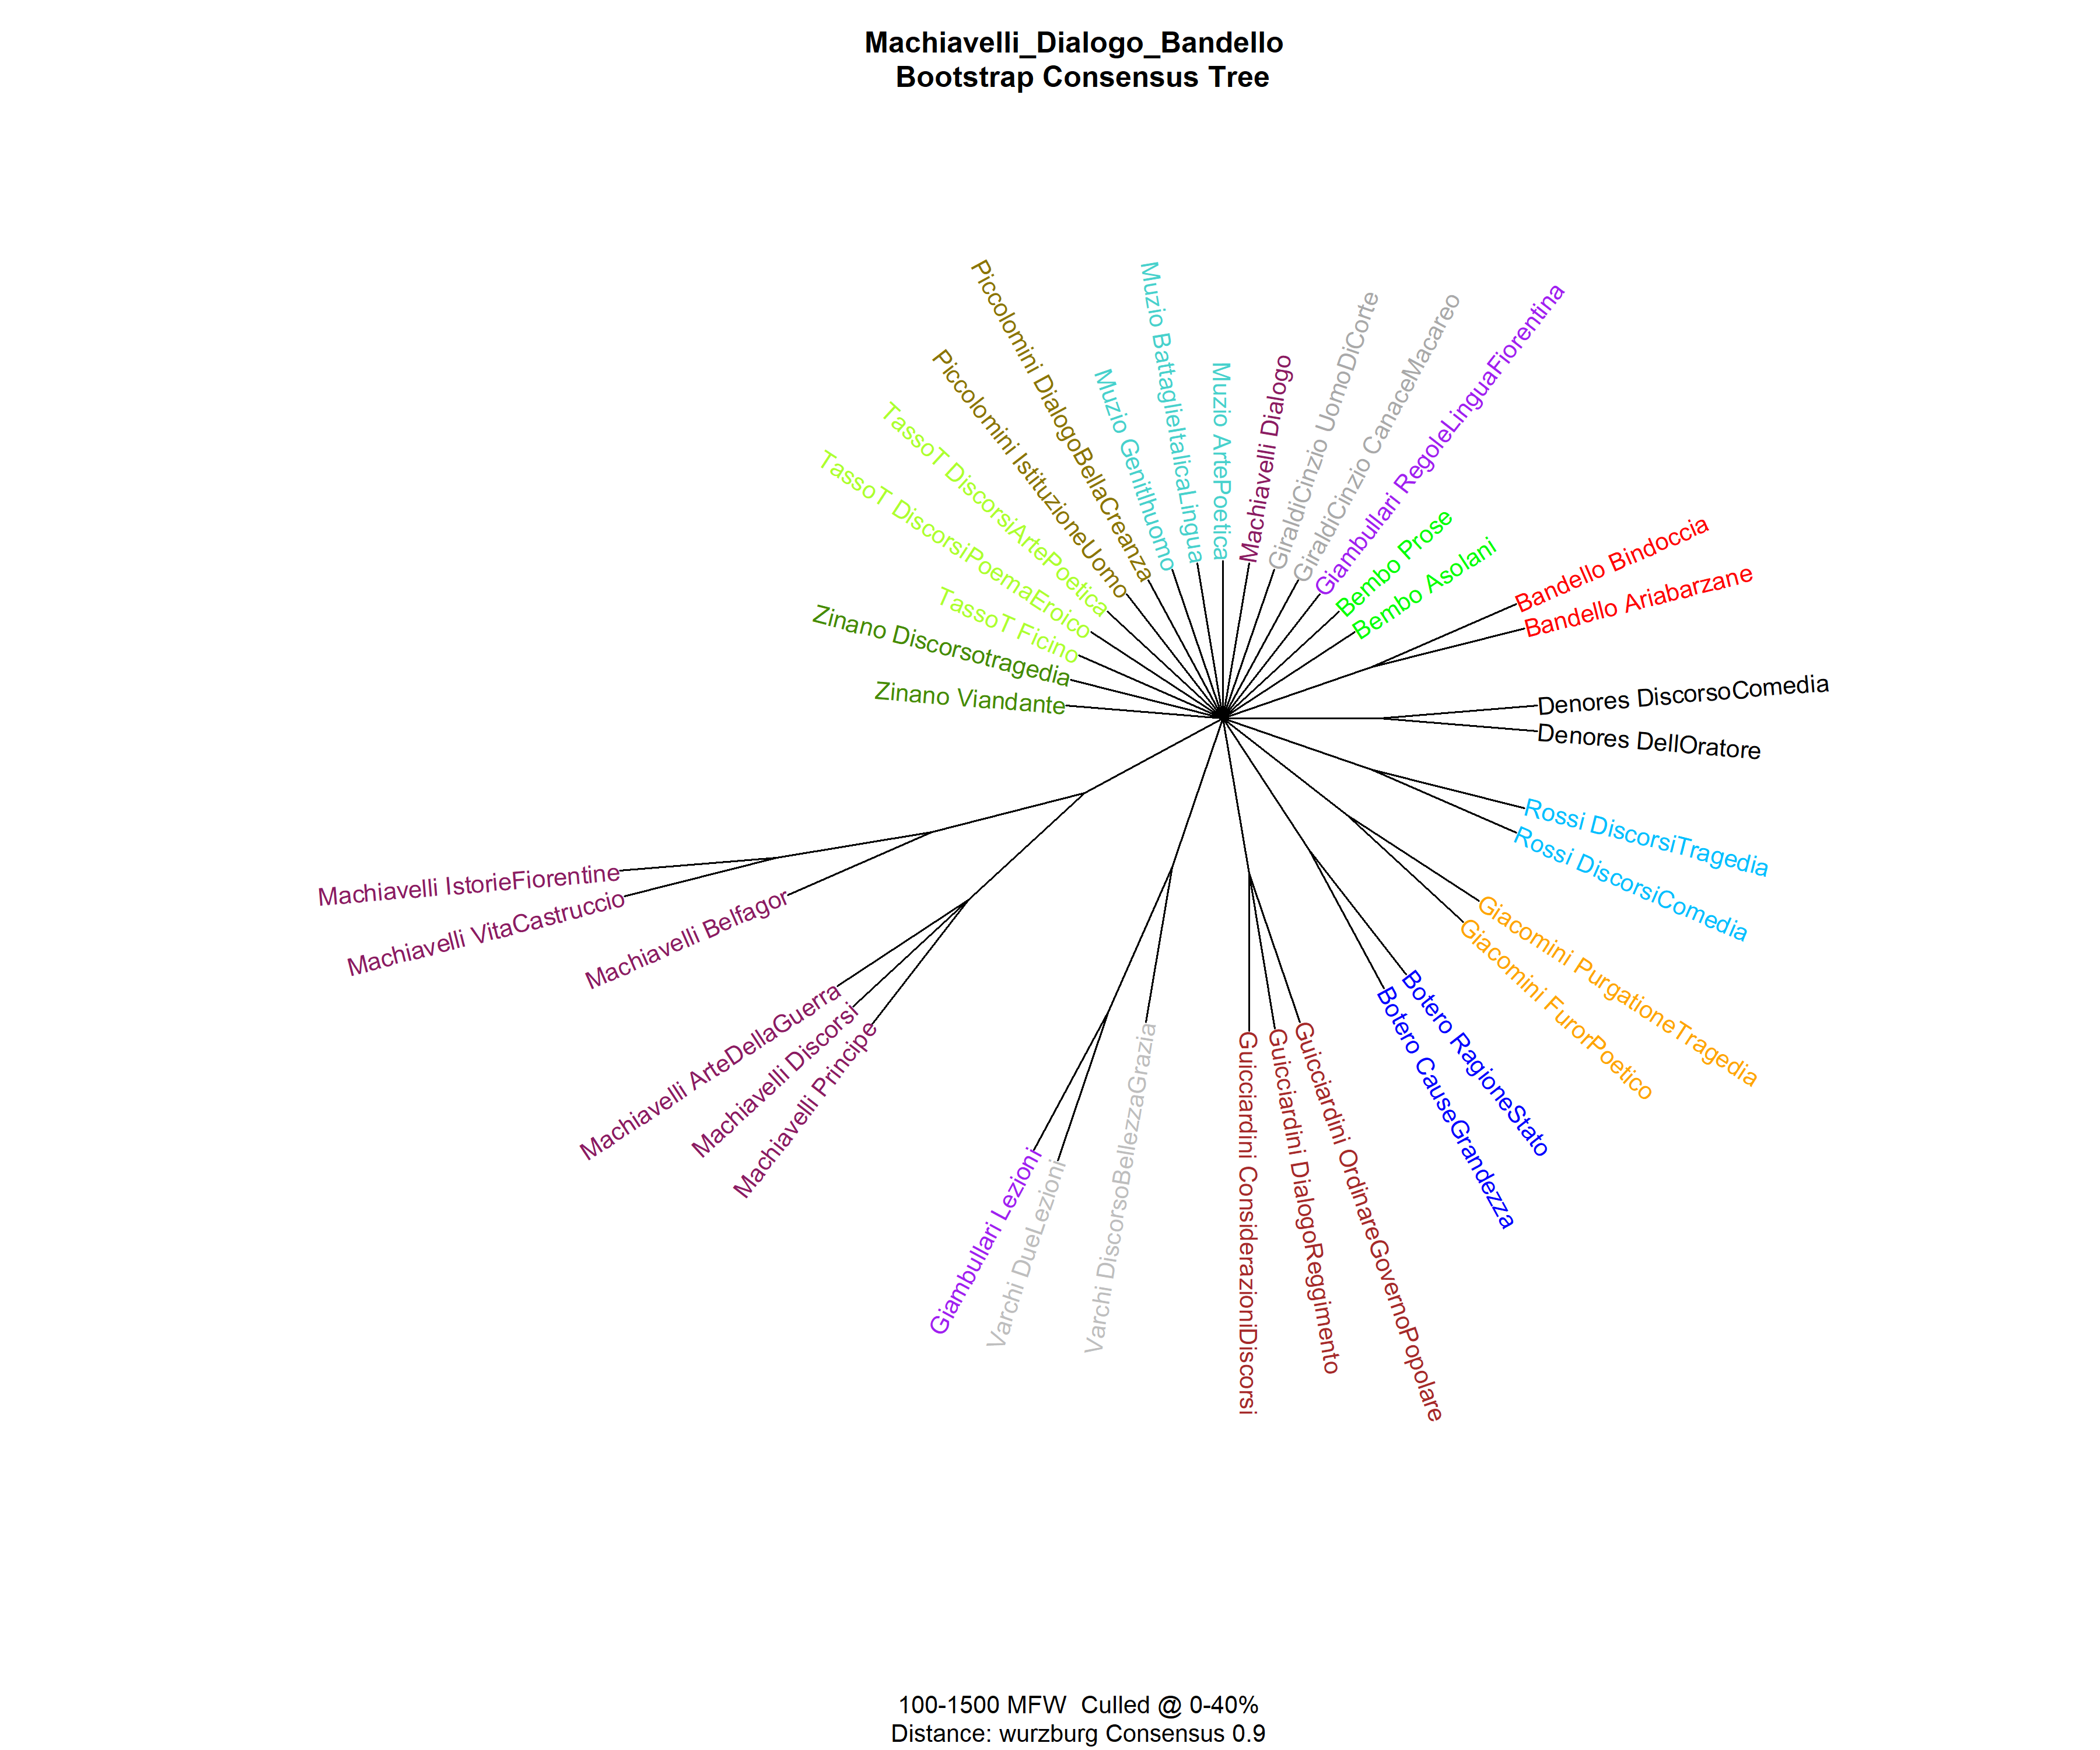 Machiavelli_Dialogo_Bandello
Bootstrap Consensus Tree
Piccolomini DialogoBellaCreanza
Muzio BattaglieItalicaLingua
Muzio ArtePoetica
Machiavelli Dialogo
GiraldiCinzio UomoDiCorte
GiraldiCinzio CanaceMacareo
Giambullari RegoleLinguaFiorentina
Piccolomini IstituzioneUomo
Muzio Genitlhuomo
TassoT DiscorsiArtePoetica
TassoT DiscorsiPoemaEroico
TassoT Ficino
Zinano Discorsotragedia
Zinano Viandante
Bembo Prose
Bembo Asolani
Bandello Bindoccia
Bandello Ariabarzane
Denores DiscorsoComedia
Denores DellOratore
Rossi DiscorsiTragedia
Rossi DiscorsiComedia
Giacomini PurgationeTragedia
Giacomini FurorPoetico
Botero RagioneStato
Botero CauseGrandezza
Guicciardini OrdinareGovernoPopolare
Guicciardini DialogoReggimento
Guicciardini ConsiderazioniDiscorsi
Varchi DiscorsoBellezzaGrazia
Varchi DueLezioni
Giambullari Lezioni
Machiavelli Principe
Machiavelli Discorsi
Machiavelli ArteDellaGuerra
Machiavelli Belfagor
Machiavelli VitaCastruccio
Machiavelli IstorieFiorentine
100-1500 MFW  Culled @ 0-40%
Distance: wurzburg Consensus 0.9